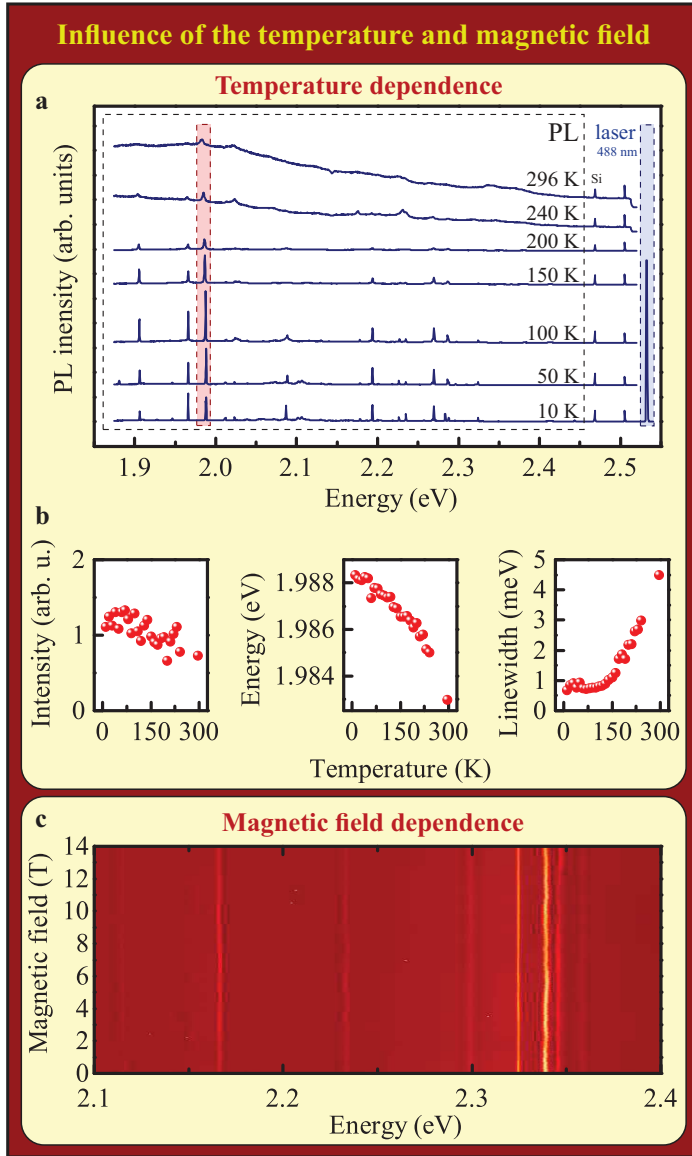 Influence of the temperature and magnetic field
Temperature dependence
a
PL
laser
488 nm
Si
296 K
240 K
200 K
150 K
100 K
50 K
10 K
PL inensity (arb. units)
1.9 2.0 2.1 2.2 2.3 2.4 2.5
Energy (eV)
b
Intensity (arb. u.)
2
1
0
0 150 300
Energy (eV)
1.988
1.986
1.984
0 150 300
Linewidth (meV)
5
4
3
2
1
0
0 150 300
Temperature (K)
c
Magnetic field dependence
Magnetic field (T)
14
12
10
8
6
4
2
0
2.1 2.2 2.3 2.4
Energy (eV)